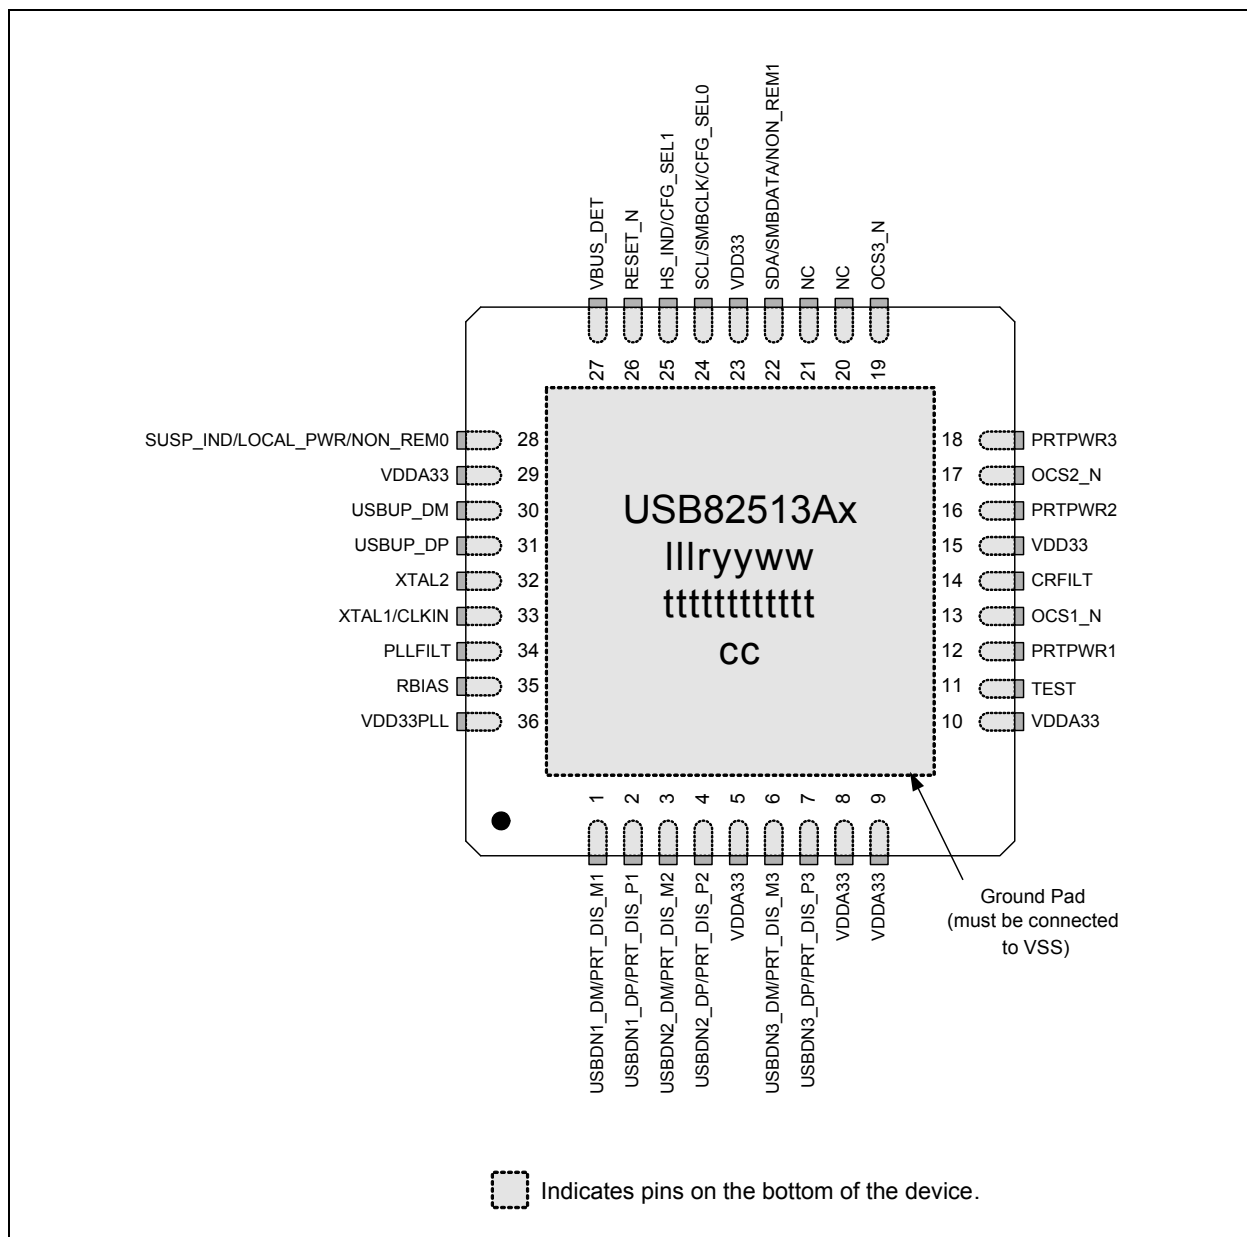 VBUS_DET
RESET_N
HS_IND/CFG_SEL1
SCL/SMBCLK/CFG_SEL0
VDD33
SDA/SMBDATA/NON_REM1
NC
NC
OCS3_N
27
26
25
24
23
22
21
20
19
SUSP_IND/LOCAL_PWR/NON_REM0 28
VDDA33 29
USBUP_DM 30
USBUP_DP 31
XTAL2 32
XTAL1/CLKIN 33
PLLFILT 34
RBIAS 35
VDD33PLL 36
USB82513Ax
lllryyww
tttttttttttt
cc
18 PRTPWR3
17 OCS2_N
16 PRTPWR2
15 VDD33
14 CRFILT
13 OCS1_N
12 PRTPWR1
11 TEST
10 VDDA33
1
2
3
4
5
6
7
8
9
USBDN1_DM/PRT_DIS_M1
USBDN1_DP/PRT_DIS_P1
USBDN2_DM/PRT_DIS_M2
USBDN2_DP/PRT_DIS_P2
VDDA33
USBDN3_DM/PRT_DIS_M3
USBDN3_DP/PRT_DIS_P3
VDDA33
VDDA33
Ground Pad
(must be connected
to VSS)
Indicates pins on the bottom of the device.